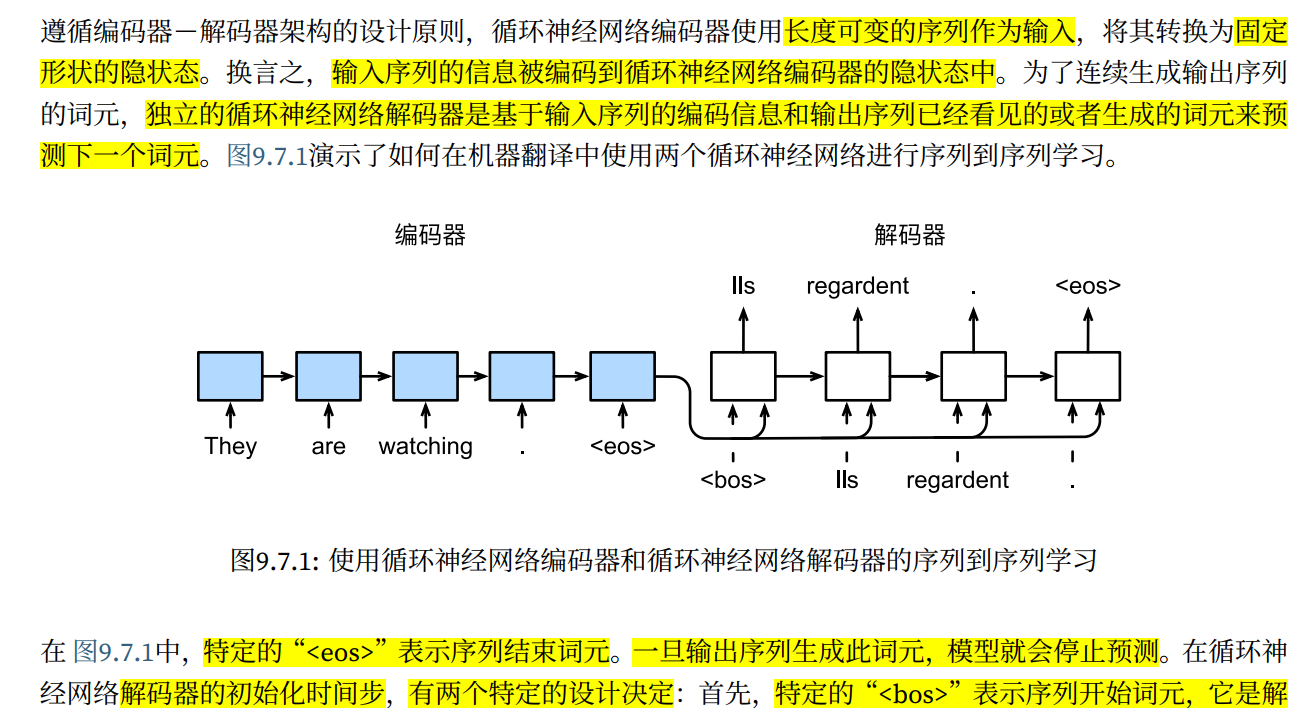 遵循编码器－解码器架构的设计原则，循环神经网络编码器使用长度可变的序列作为输入，将其转换为固定
形状的隐状态。换言之，输入序列的信息被编码到循环神经网络编码器的隐状态中。为了连续生成输出序列
的词元，独立的循环神经网络解码器是基于输入序列的编码信息和输出序列已经看见的或者生成的词元来预
测下一个词元。图9.7.1演示了如何在机器翻译中使用两个循环神经网络进行序列到序列学习。
编码器
解码器
Ils regardent . <eos>
They are watching . <eos>
<bos> Ils regardent .
图9.7.1: 使用循环神经网络编码器和循环神经网络解码器的序列到序列学习
在 图9.7.1中，特定的“<eos>”表示序列结束词元。一旦输出序列生成此词元，模型就会停止预测。在循环神
经网络解码器的初始化时间步，有两个特定的设计决定：首先，特定的“<bos>”表示序列开始词元，它是解